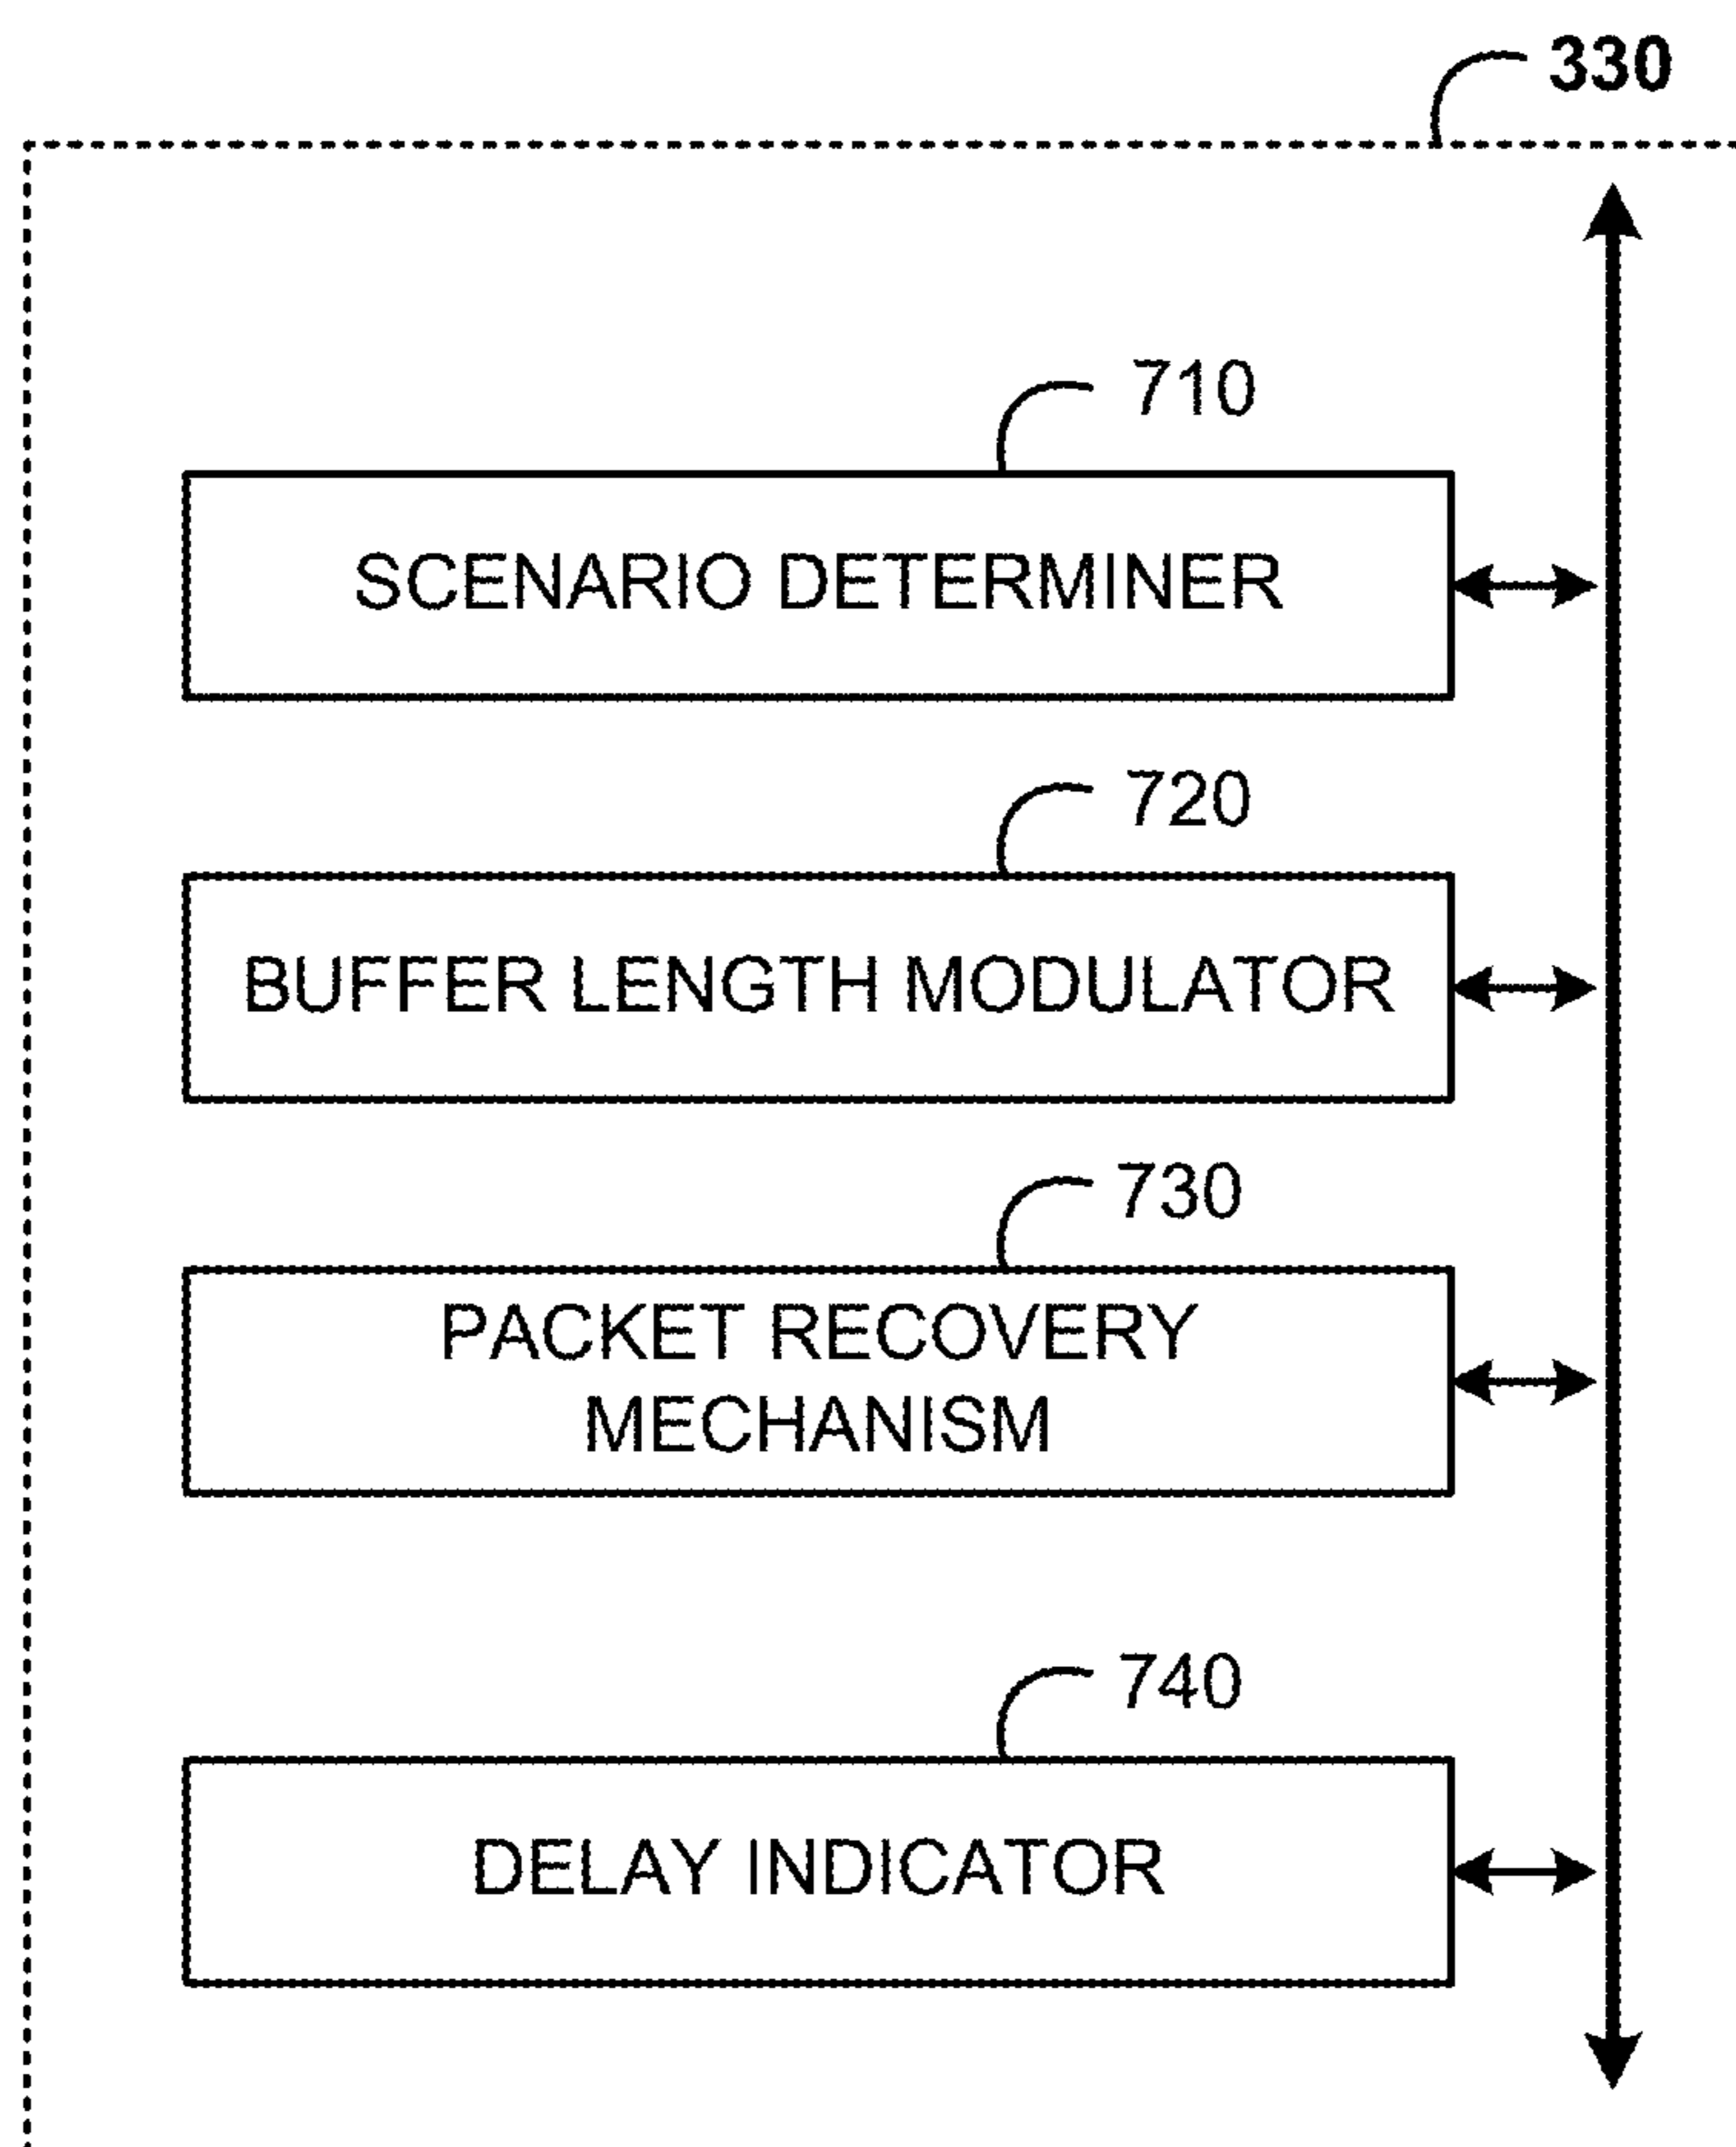 330
710
SCENARIO DETERMINER
720
BUFFER LENGTH MODULATOR
730
PACKET RECOVERY
MECHANISM
740
DELAY INDICATOR